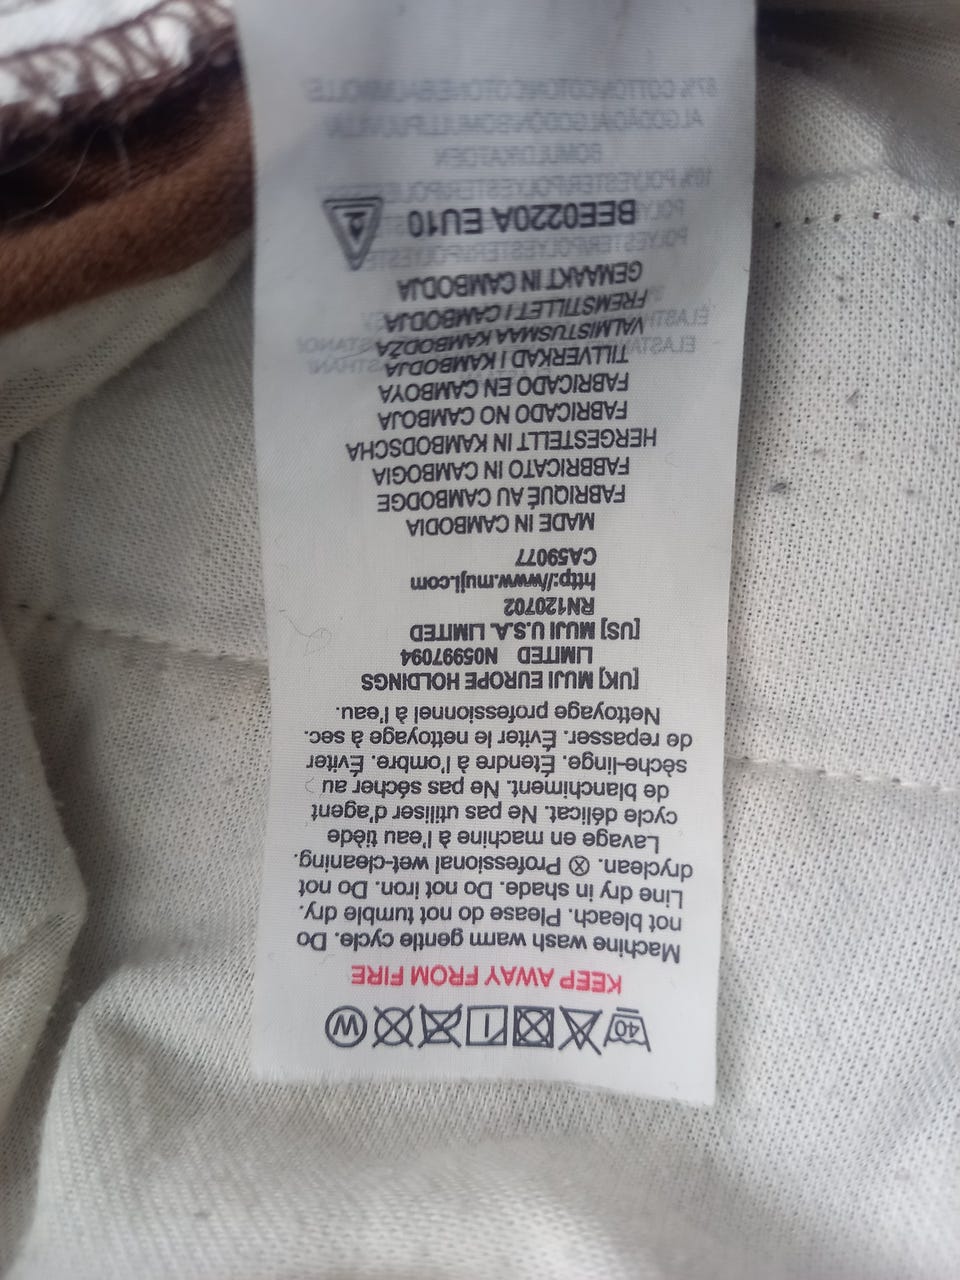 40
W
KEEP AWAY FROM FIRE
Machine wash warm gentle cycle. Do
not bleach. Please do not tumble dry.
Line dry in shade. Do not iron. Do not
dryclean. Ⓧ Professional wet-cleaning.
Lavage en machine à l'eau tiède
cycle délicat. Ne pas utiliser d'agent
de blanchiment. Ne pas sécher au
sèche-linge. Étendre à l'ombre. Éviter
de repasser. Éviter le nettoyage à sec.
Nettoyage professionnel à l'eau.
[UK] MUJI EUROPE HOLDINGS
LIMITED N05997094
[US] MUJI U.S.A. LIMITED
RN120702
http://www.muji.com
CA59077
MADE IN CAMBODIA
FABRIQUÉ AU CAMBODGE
FABBRICATO IN CAMBOGIA
HERGESTELLT IN KAMBODSCHA
FABRICADO NO CAMBOJA
FABRICADO EN CAMBOYA
TILLVERKAD I KAMBODJA
VALMISTUSMAA KAMBODŽA
FREMSTILLET I CAMBODJA
GEMAAKT IN CAMBODJA
BEE0220A EU10